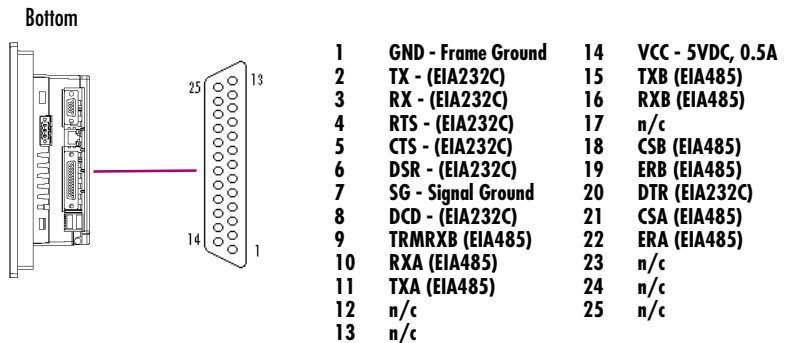 Bottom
25
13
14
1
1 GND - Frame Ground
2 TX - (EIA232C)
3 RX - (EIA232C)
4 RTS - (EIA232C)
5 CTS - (EIA232C)
6 DSR - (EIA232C)
7 SG - Signal Ground
8 DCD - (EIA232C)
9 TRMRXB (EIA485)
10 RXA (EIA485)
11 TXA (EIA485)
12 n/c
13 n/c
14 VCC - 5VDC, 0.5A
15 TXB (EIA485)
16 RXB (EIA485)
17 n/c
18 CSB (EIA485)
19 ERB (EIA485)
20 DTR (EIA232C)
21 CSA (EIA485)
22 ERA (EIA485)
23 n/c
24 n/c
25 n/c